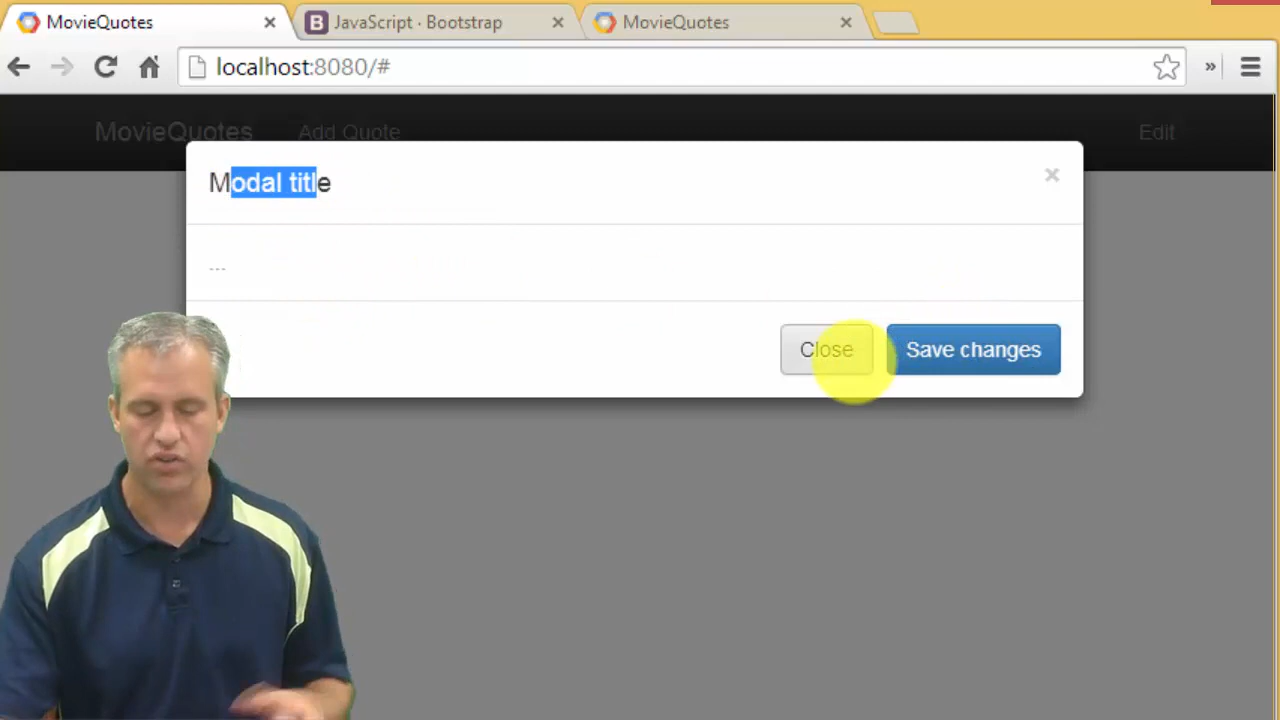 MovieQuotes
JavaScript · Bootstrap
MovieQuotes
localhost:8080/#
MovieQuotes Add Quote Edit
Modal title
...
Close Save changes